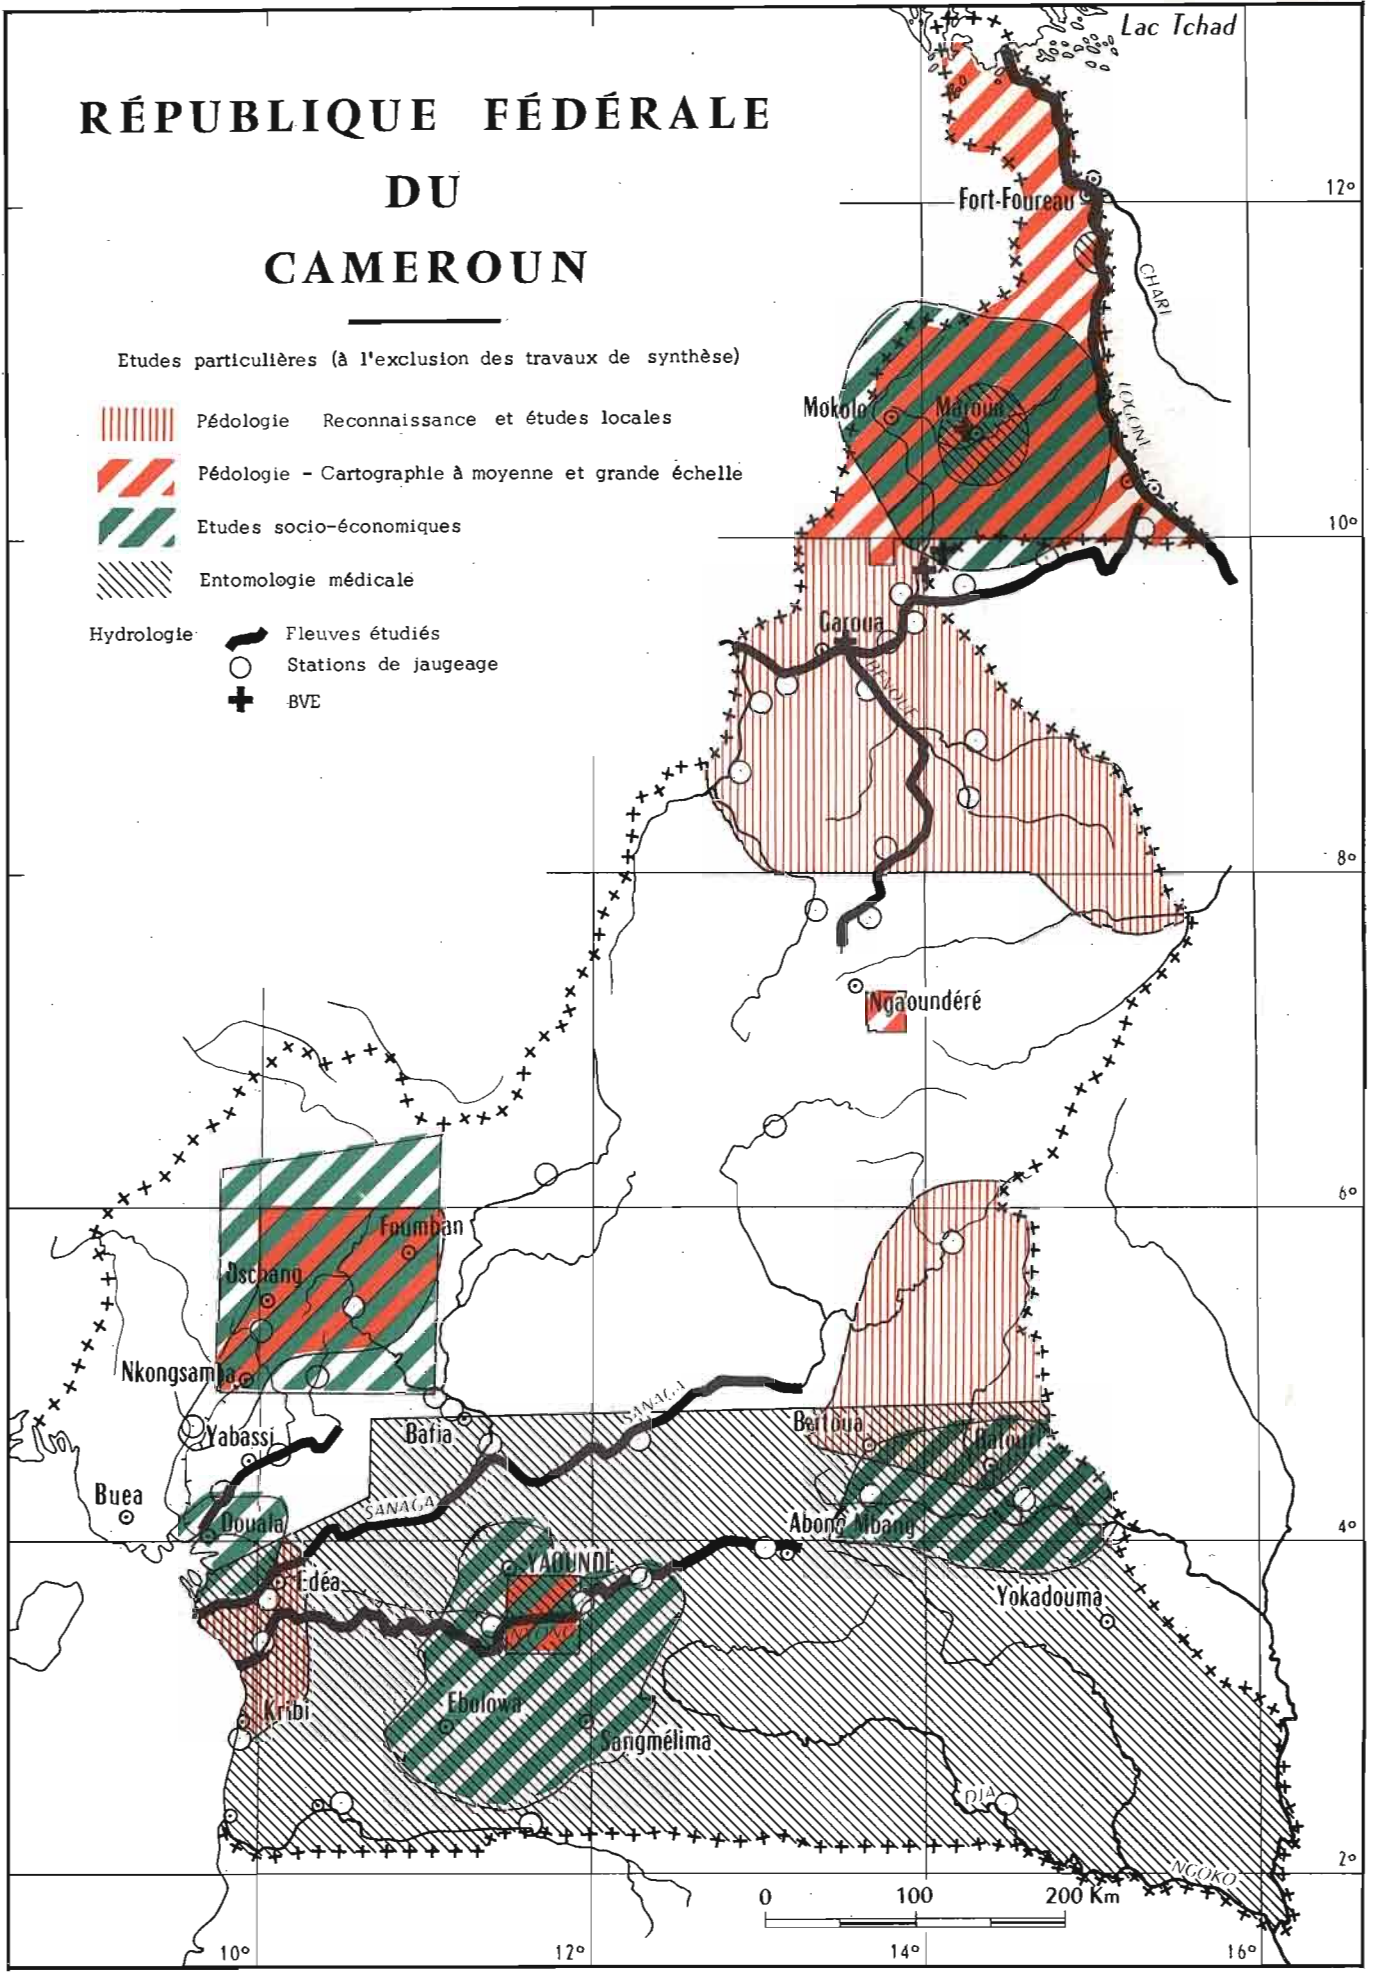 Lac Tchad
RÉPUBLIQUE FÉDÉRALE
DU
CAMEROUN
Etudes particulières (à l'exclusion des travaux de synthèse)
Pédologie Reconnaissance et études locales
Pédologie - Cartographie à moyenne et grande échelle
Etudes socio-économiques
Entomologie médicale
Hydrologie Fleuves étudiés
Stations de jaugeage
BVE
12°
Fort-Foureau
CHARI
LOGONE
Mokolo
Maroua
10°
Garoua
BENOUE
8°
Ngaoundéré
6°
Foumban
Dschang
Nkongsamba
SANAGA
Bertoua
Batouri
Yabassi
Bafia
Buea
SANAGA
Douala
Abong Mbang
4°
YAOUNDÉ
Edéa
Yokadouma
NYONG
Kribi
Ebolowa
Sangmélima
DJA
NGOKO
2°
0 100 200 Km
10° 12° 14° 16°